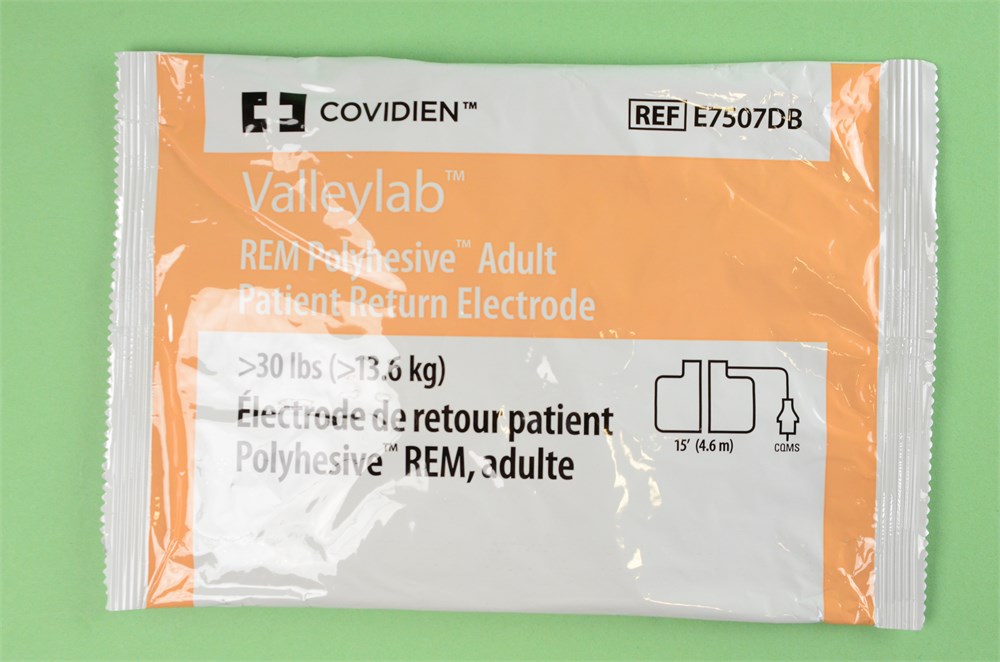 COVIDIEN™
REF E7507DB
Valleylab™
REM Polyhesive™ Adult
Patient Return Electrode
>30 lbs (>13.6 kg)
Électrode de retour patient
Polyhesive™ REM, adulte
15' (4.6 m)
CQMS